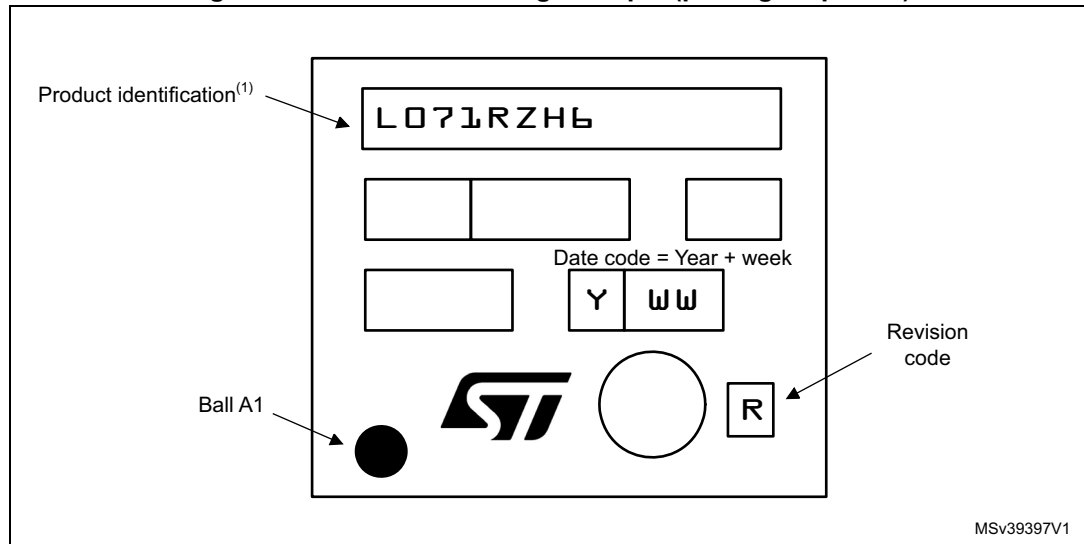 Product identification(1)
L071RZH6
Date code = Year + week
Y WW
Revision
code
Ball A1
R
MSv39397V1